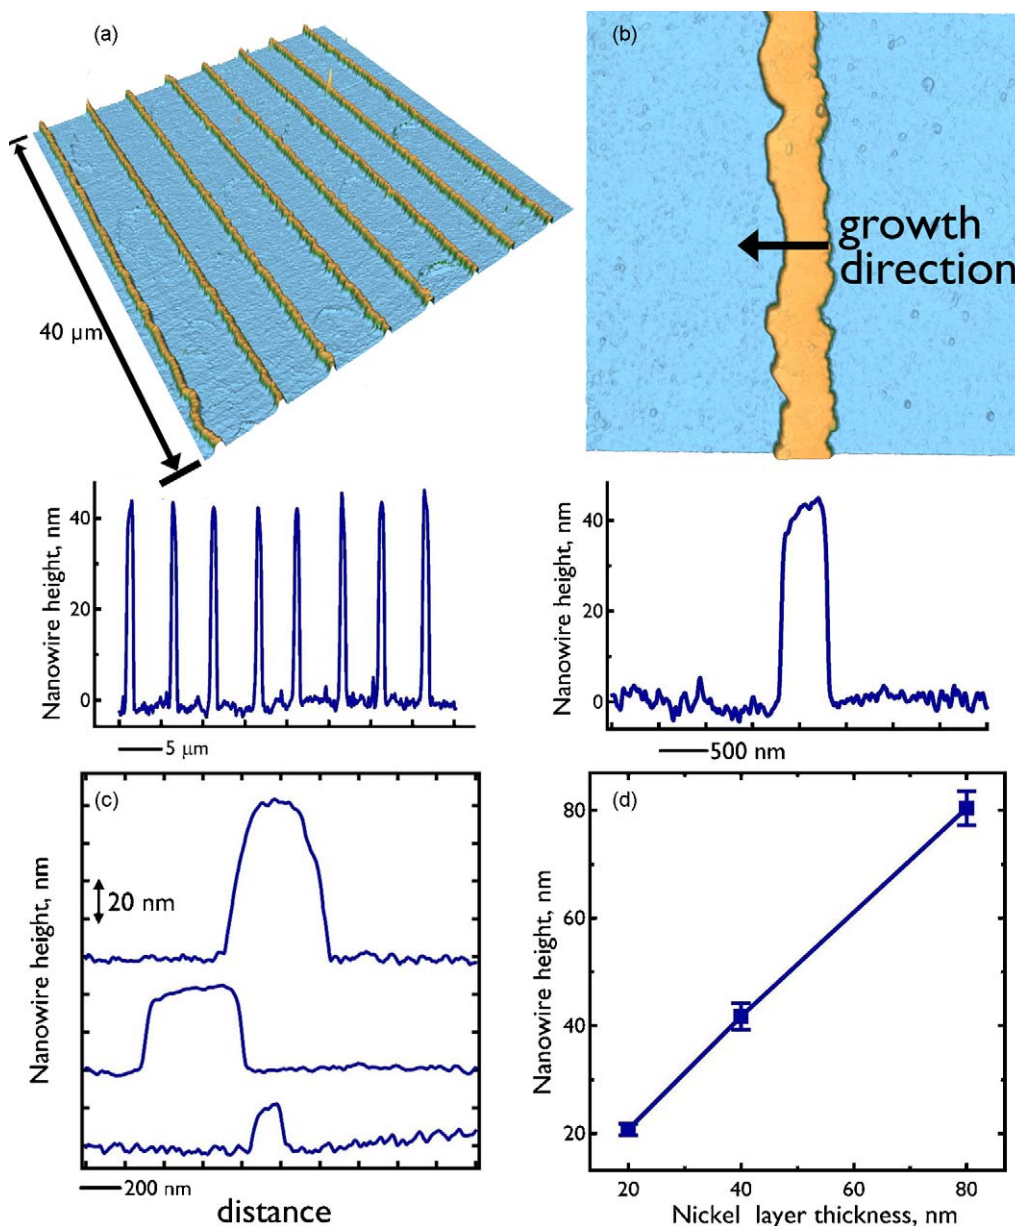 (a)
40 µm
(b)
growth
direction
Nanowire height, nm
40
20
0
5 µm
Nanowire height, nm
40
20
0
500 nm
(c)
20 nm
Nanowire height, nm
200 nm
distance
(d)
Nanowire height, nm
80
60
40
20
20 40 60 80
Nickel layer thickness, nm